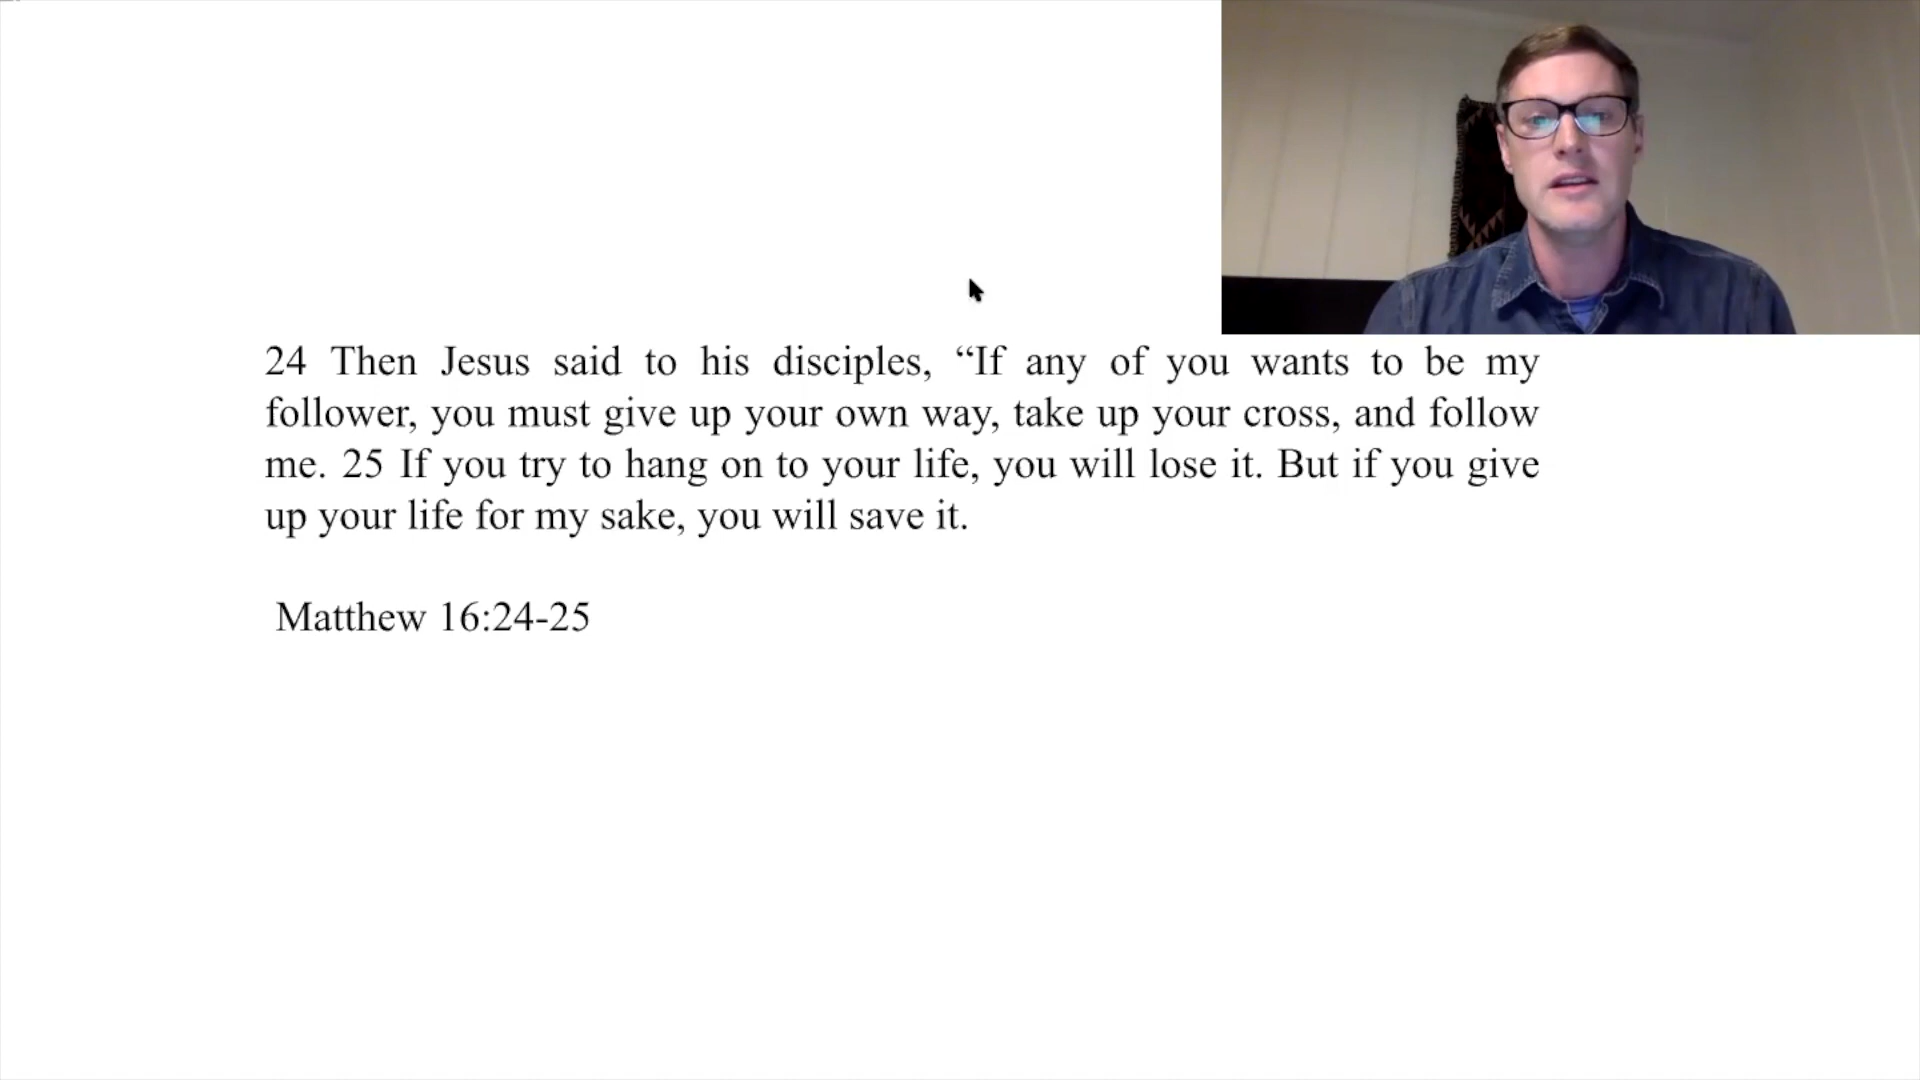 24 Then Jesus said to his disciples, “If any of you wants to be my
follower, you must give up your own way, take up your cross, and follow
me. 25 If you try to hang on to your life, you will lose it. But if you give
up your life for my sake, you will save it.
Matthew 16:24-25